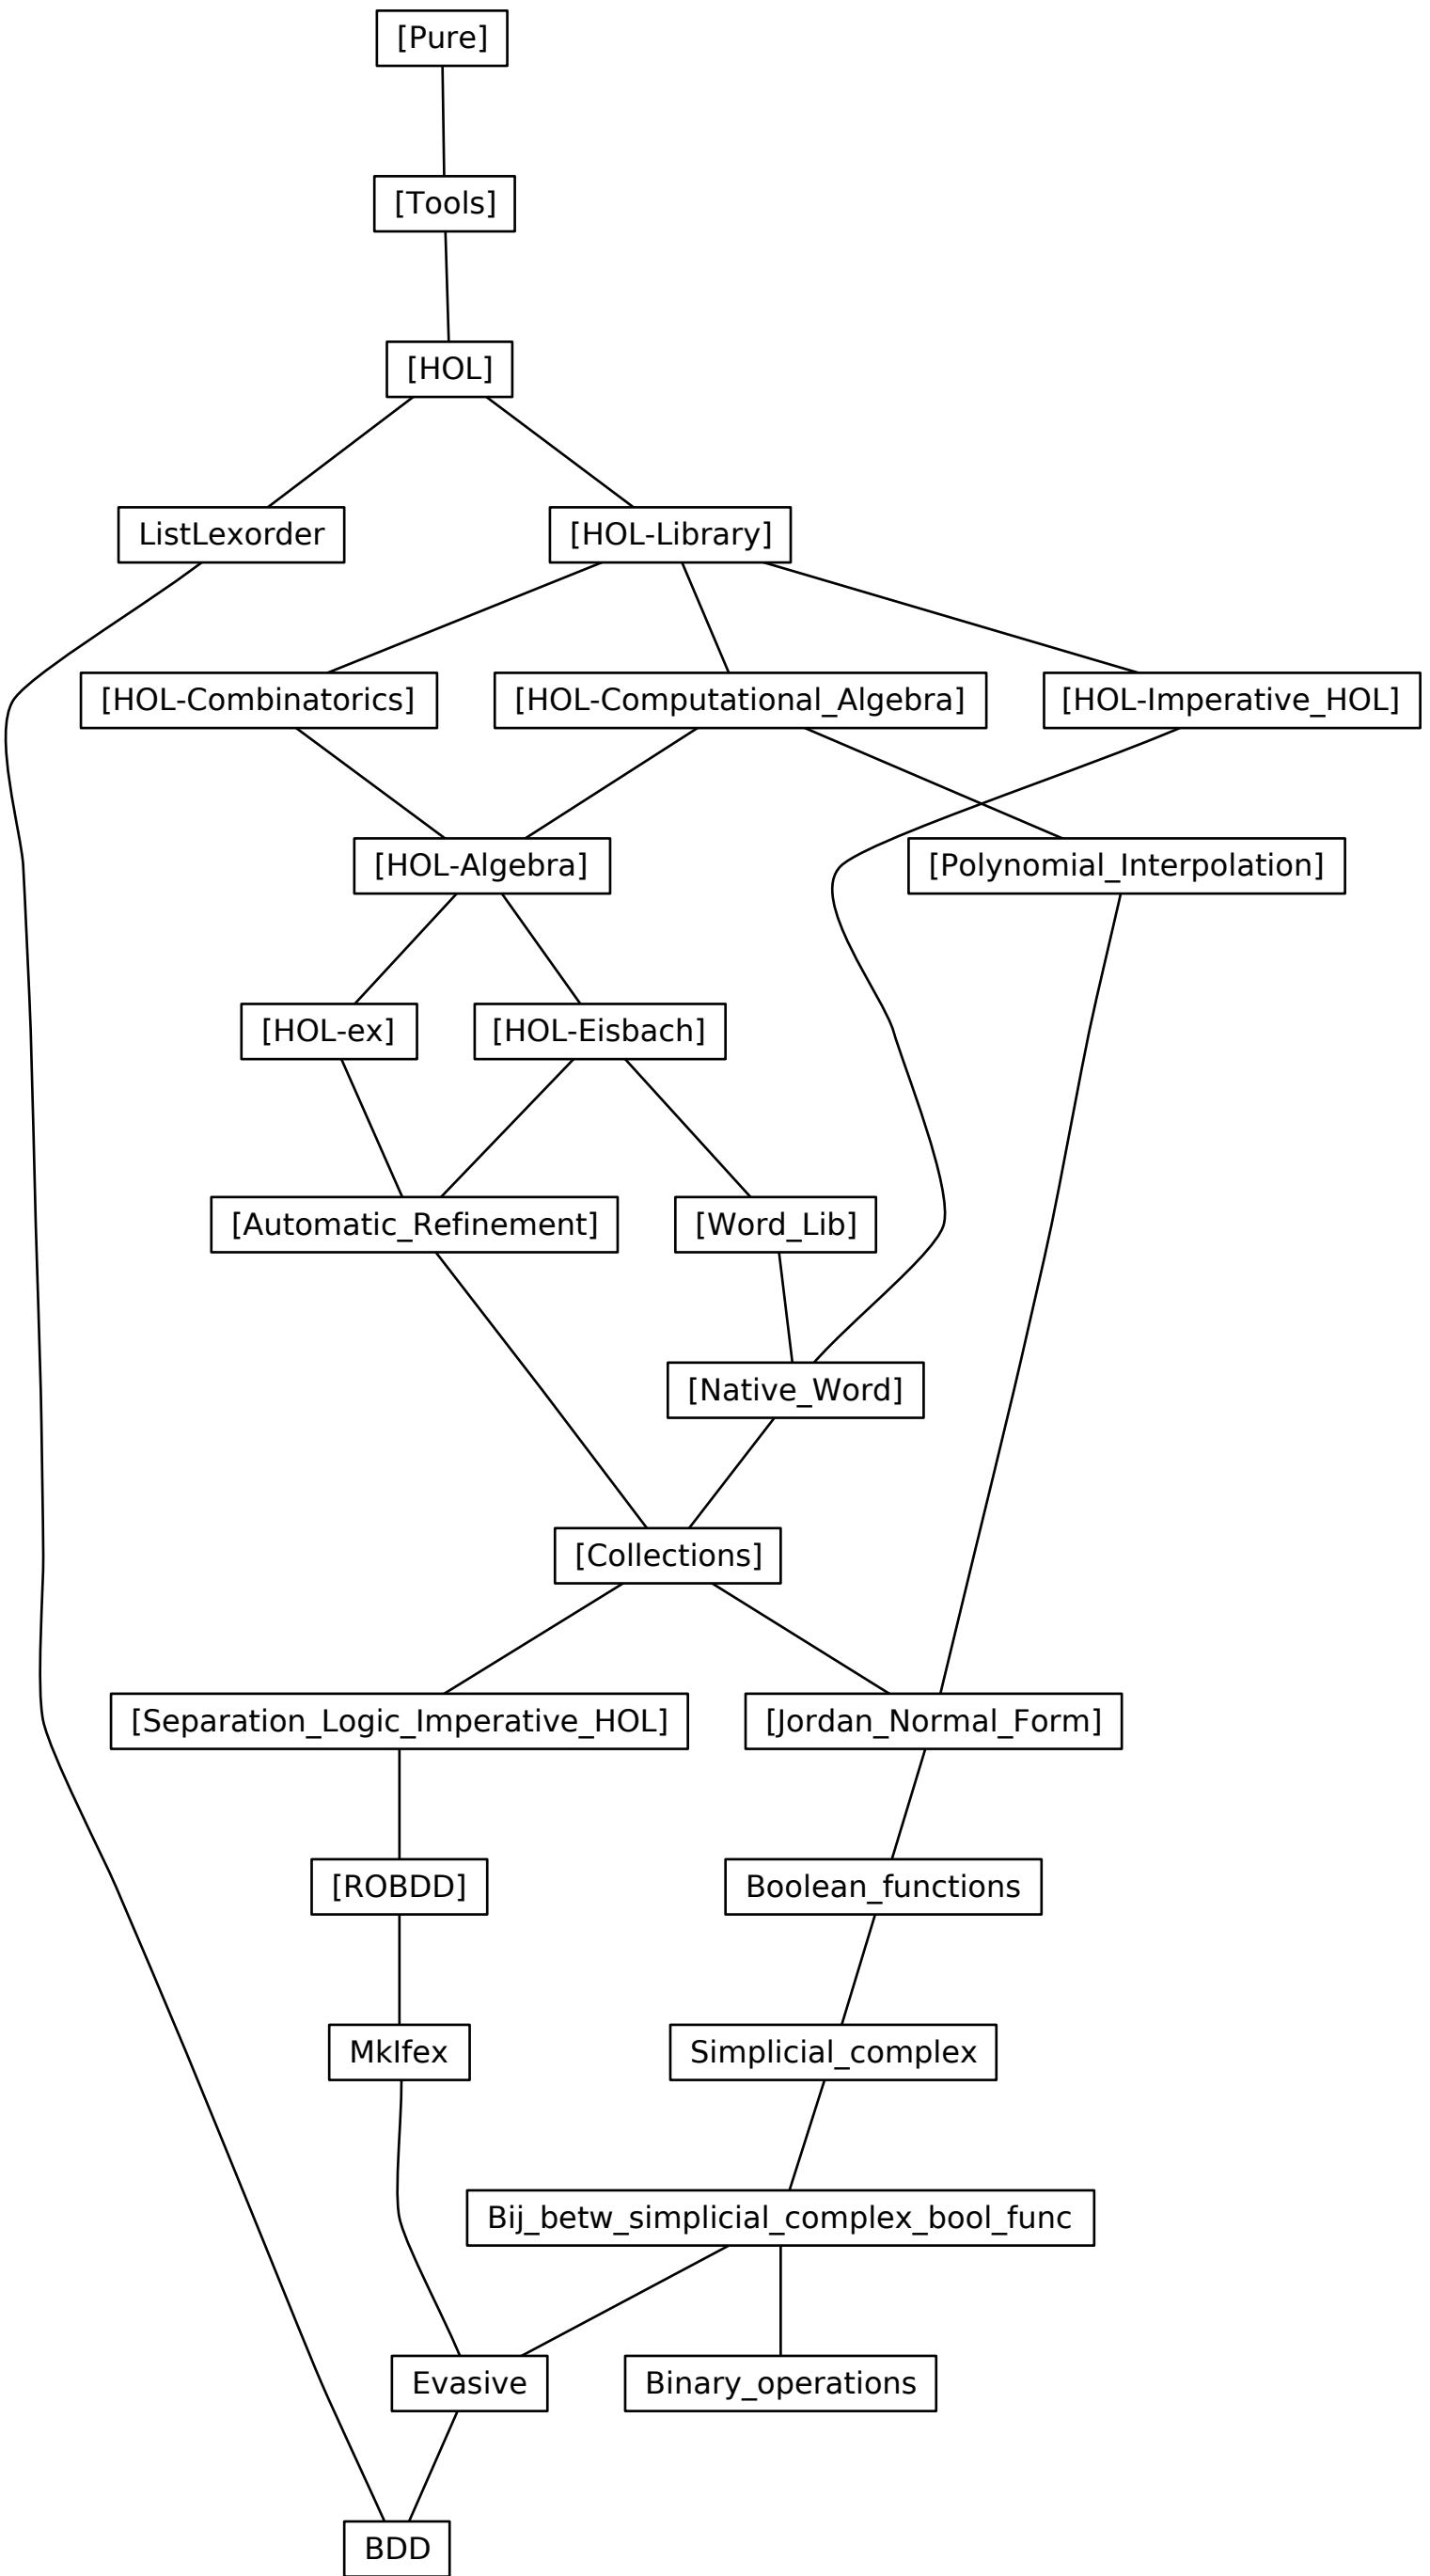 [Pure]
[Tools]
[HOL]
ListLexorder
[HOL-Library]
[HOL-Combinatorics]
[HOL-Computational_Algebra]
[HOL-Imperative_HOL]
[HOL-Algebra]
[Polynomial_Interpolation]
[HOL-ex]
[HOL-Eisbach]
[Automatic_Refinement]
[Word_Lib]
[Native_Word]
[Collections]
[Separation_Logic_Imperative_HOL]
[Jordan_Normal_Form]
[ROBDD]
Boolean_functions
MkIfex
Simplicial_complex
Bij_betw_simplicial_complex_bool_func
Evasive
Binary_operations
BDD